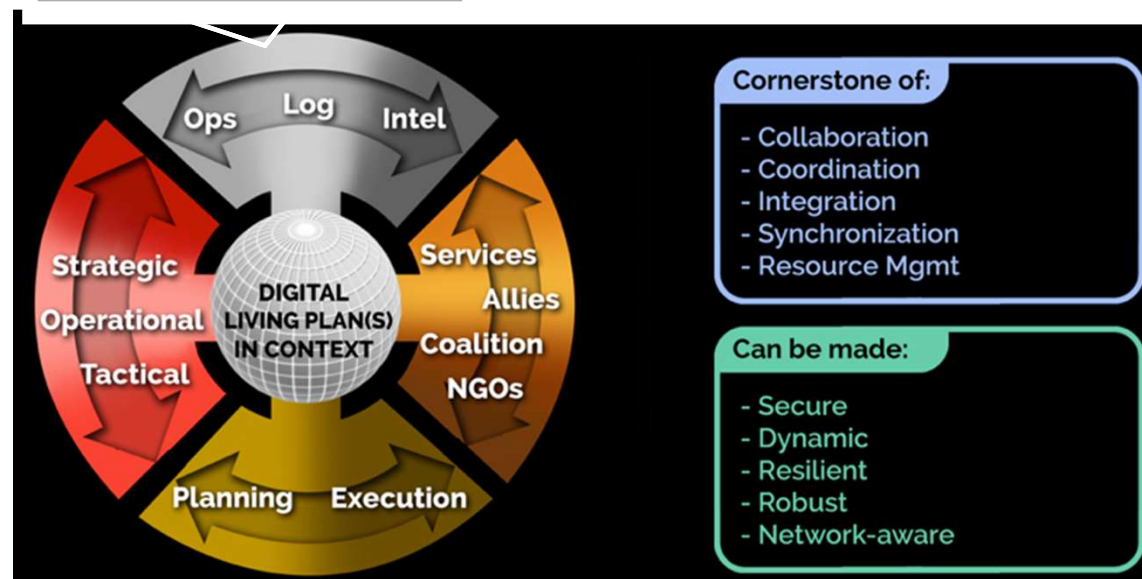 Ops
Log
Intel
Strategic
Operational
Tactical
DIGITAL
LIVING PLAN(S)
IN CONTEXT
Services
Allies
Coalition
NGOs
Planning
Execution
Cornerstone of:
- Collaboration
- Coordination
- Integration
- Synchronization
- Resource Mgmt
Can be made:
- Secure
- Dynamic
- Resilient
- Robust
- Network-aware